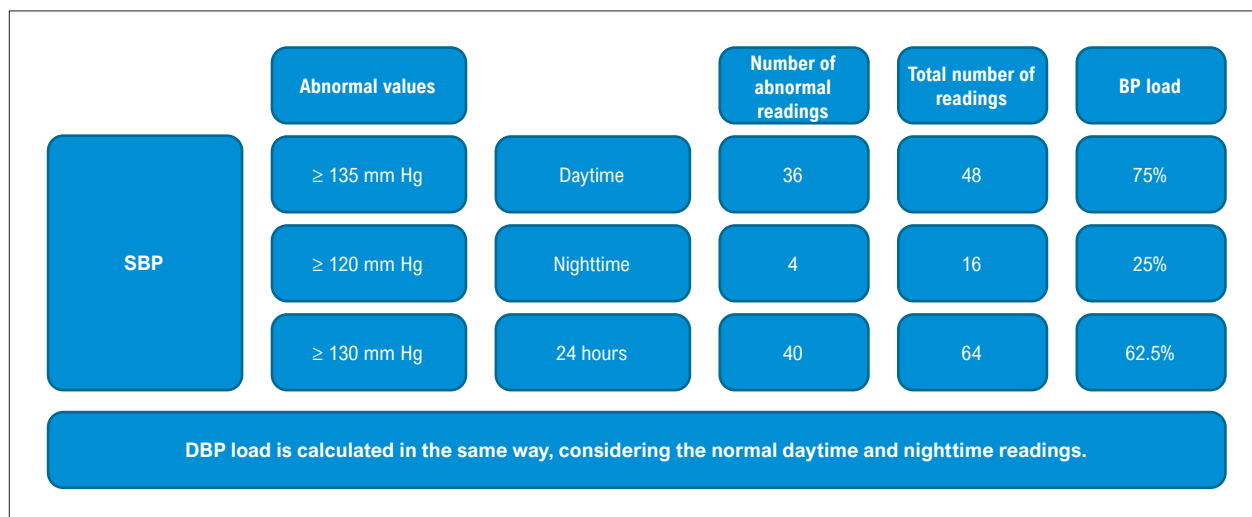 Abnormal values
Number of
abnormal
readings
Total number of
readings
BP load
SBP
≥ 135 mm Hg
Daytime
36
48
75%
≥ 120 mm Hg
Nighttime
4
16
25%
≥ 130 mm Hg
24 hours
40
64
62.5%
DBP load is calculated in the same way, considering the normal daytime and nighttime readings.